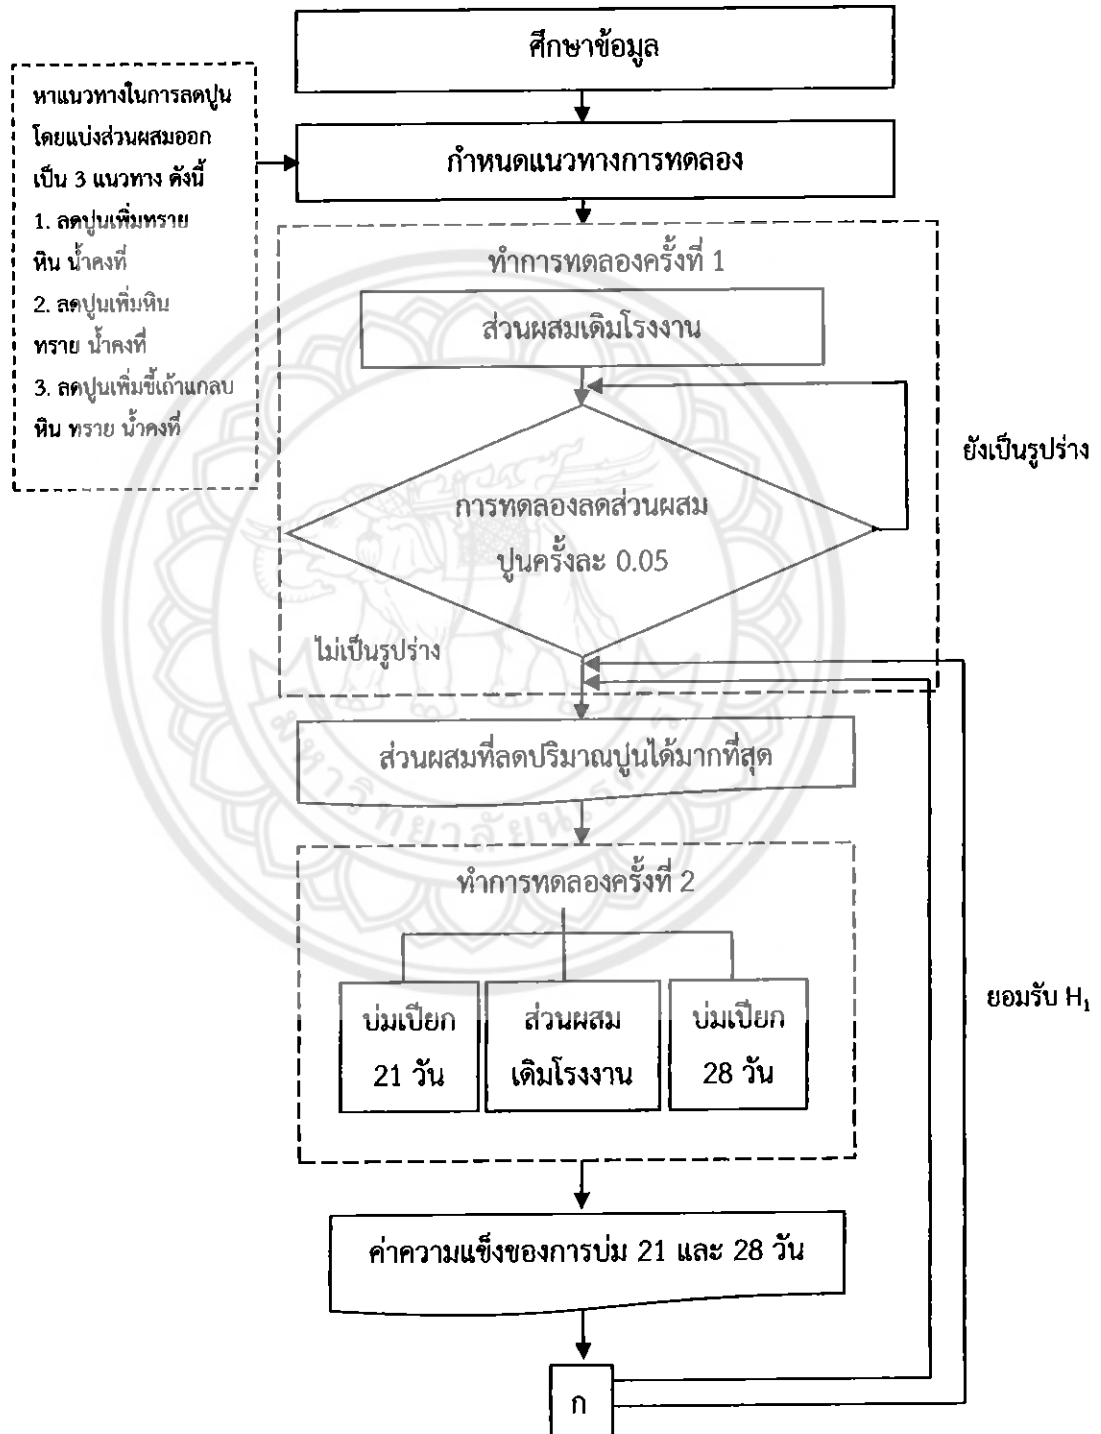 ศึกษาข้อมูล
หาแนวทางในการลดปูน
โดยแบ่งส่วนผสมออก
เป็น 3 แนวทาง ดังนี้
1. ลดปูนเพิ่มทราย
หิน น้ำคงที่
2. ลดปูนเพิ่มหิน
ทราย น้ำคงที่
3. ลดปูนเพิ่มขี้เถ้าแกลบ
หิน ทราย น้ำคงที่
กำหนดแนวทางการทดลอง
ทำการทดลองครั้งที่ 1
ส่วนผสมเดิมโรงงาน
ยังเป็นรูปร่าง
การทดลองลดส่วนผสม
ปูนครั้งละ 0.05
ไม่เป็นรูปร่าง
ส่วนผสมที่ลดปริมาณปูนได้มากที่สุด
มหาวิทยาลัยนเรศวร
ทำการทดลองครั้งที่ 2
บ่มเปียก
21 วัน
ส่วนผสม
เดิมโรงงาน
บ่มเปียก
28 วัน
ยอมรับ H₁
ค่าความแข็งของการบ่ม 21 และ 28 วัน
ก